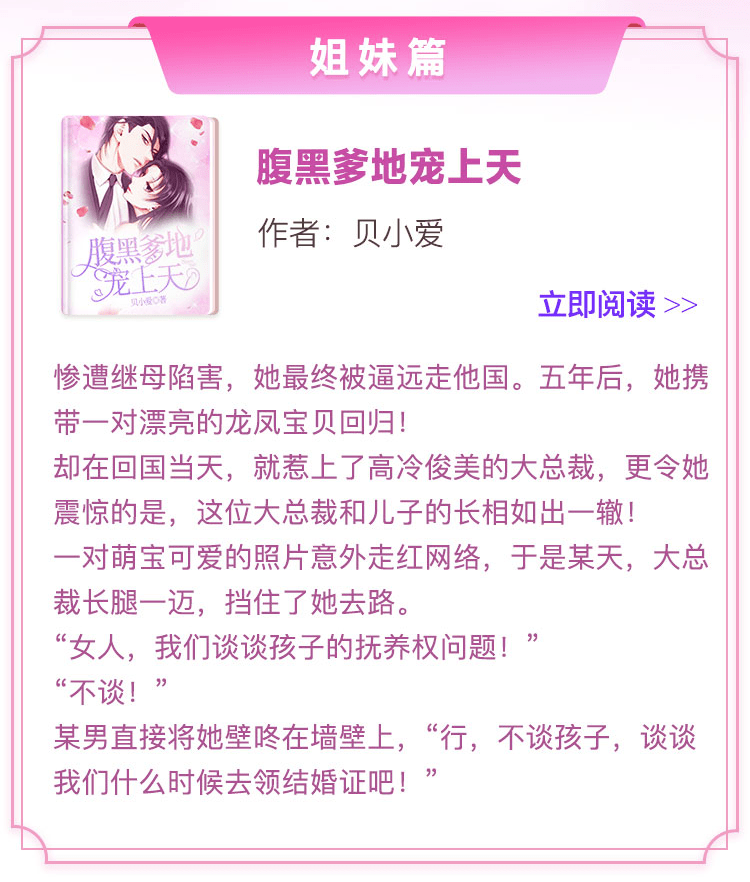 姐妹篇
腹黑爹地
宠上天
贝小爱◎著
腹黑爹地宠上天
作者：贝小爱
立即阅读 >>
惨遭继母陷害，她最终被逼远走他国。五年后，她携
带一对漂亮的龙凤宝贝回归！
却在回国当天，就惹上了高冷俊美的大总裁，更令她
震惊的是，这位大总裁和儿子的长相如出一辙！
一对萌宝可爱的照片意外走红网络，于是某天，大总
裁长腿一迈，挡住了她去路。
“女人，我们谈谈孩子的抚养权问题！”
“不谈！”
某男直接将她壁咚在墙壁上，“行，不谈孩子，谈谈
我们什么时候去领结婚证吧！”